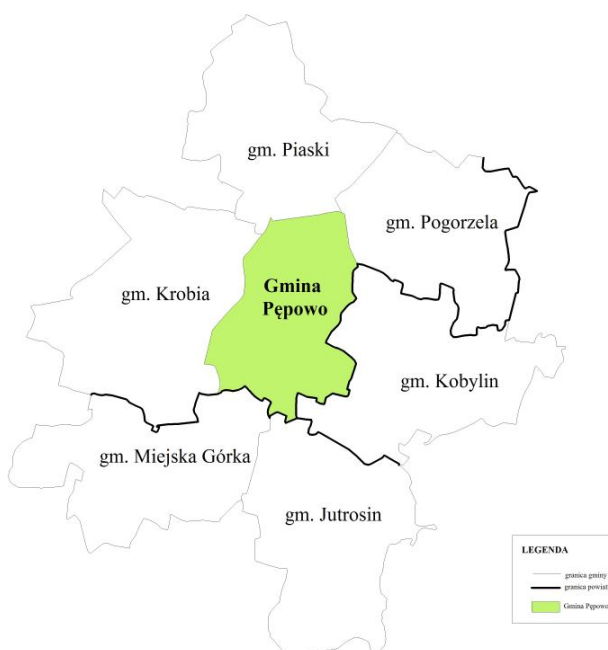 gm. Piaski
gm. Pogorzela
gm. Krobia
Gmina
Pępowo
gm. Kobylin
gm. Miejska Górka
gm. Jutrosin
LEGENDA
granica gminy
granica powiat
Gmina Pępowo